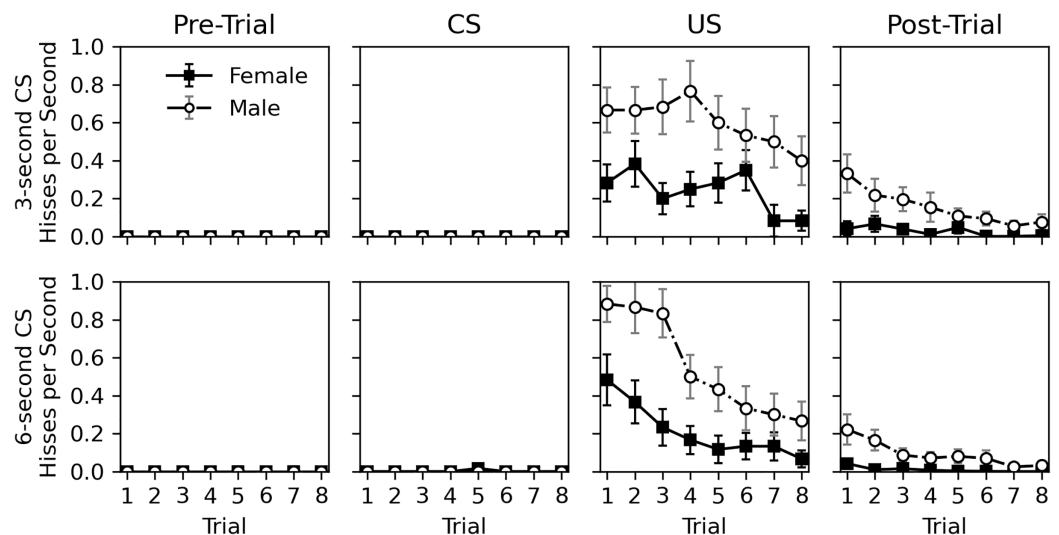 Pre-Trial CS US Post-Trial
3-second CS
Hisses per Second
1.0
0.8
0.6
0.4
0.2
0.0
Female
Male
6-second CS
Hisses per Second
1.0
0.8
0.6
0.4
0.2
0.0
1 2 3 4 5 6 7 8 1 2 3 4 5 6 7 8 1 2 3 4 5 6 7 8 1 2 3 4 5 6 7 8
Trial Trial Trial Trial